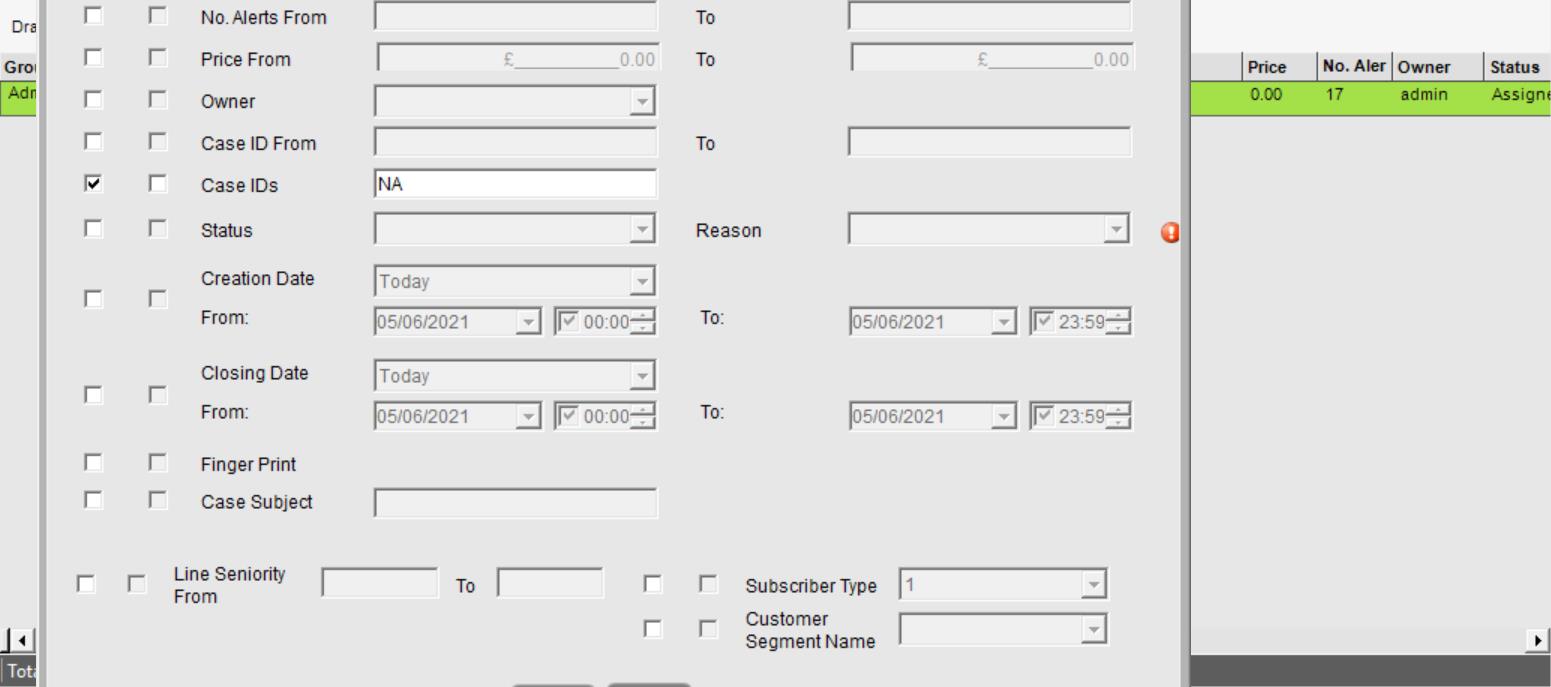 No. Alerts From To
Dra
Price From £_________0.00 To £_________0.00
Grou Price No. Aler Owner Status
Adn 0.00 17 admin Assigne
Owner
Case ID From To
Case IDs NA
Status Reason
Creation Date Today
From: 05/06/2021 00:00 To: 05/06/2021 23:59
Closing Date Today
From: 05/06/2021 00:00 To: 05/06/2021 23:59
Finger Print
Case Subject
Line Seniority
From To Subscriber Type 1
Customer
Segment Name
Tota